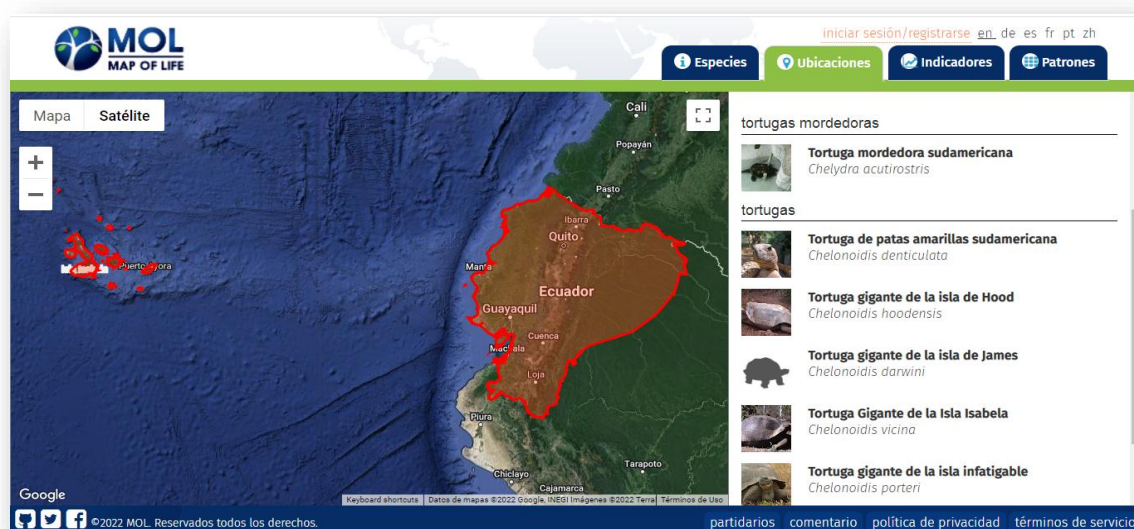 MOL
MAP OF LIFE
iniciar sesión/registrarse en de es fr pt zh
Especies
Ubicaciones
Indicadores
Patrones
Mapa
Satélite
+
−
Cali
Popayán
Pasto
Ibarra
Quito
Manta
Ecuador
Guayaquil
Cuenca
Machala
Loja
Piura
Chiclayo
Cajamarca
Tarapoto
Google
Keyboard shortcuts
Datos de mapas ©2022 Google, INEGI Imágenes ©2022 Terra
Términos de Uso
tortugas mordedoras
Tortuga mordedora sudamericana
Chelydra acutirostris
tortugas
Tortuga de patas amarillas sudamericana
Chelonoidis denticulata
Tortuga gigante de la isla de Hood
Chelonoidis hoodensis
Tortuga gigante de la isla de James
Chelonoidis darwini
Tortuga Gigante de la Isla Isabela
Chelonoidis vicina
Tortuga gigante de la isla infatigable
Chelonoidis porteri
©2022 MOL. Reservados todos los derechos.
partidarios comentario política de privacidad términos de servicio